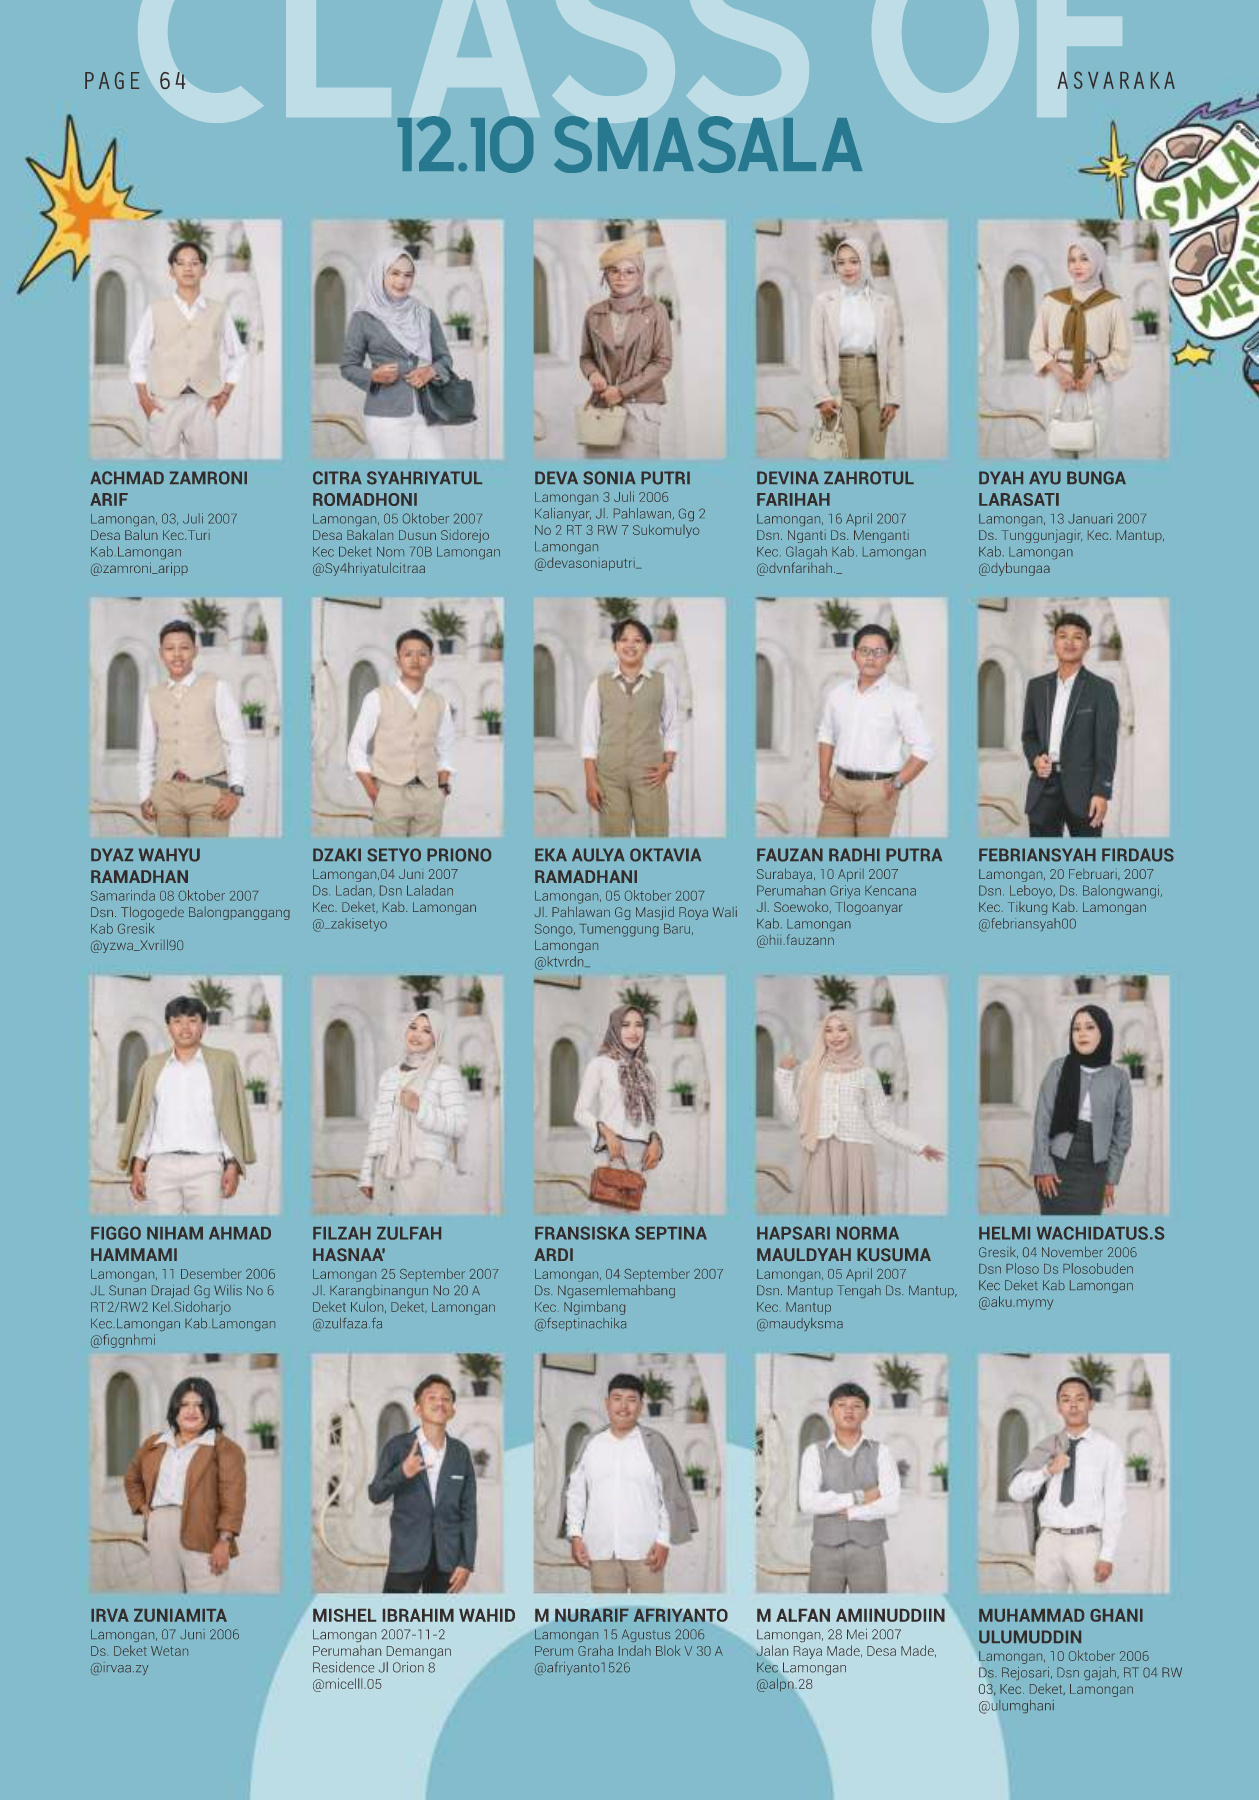 CLASS OF
PAGE 64
ASVARAKA
12.10 SMASALA
SMA
NEG
ACHMAD ZAMRONI
ARIF
Lamongan, 03, Juli 2007
Desa Balun Kec.Turi
Kab.Lamongan
@zamroni_aripp
CITRA SYAHRIYATUL
ROMADHONI
Lamongan, 05 Oktober 2007
Desa Bakalan Dusun Sidorejo
Kec Deket Nom 70B Lamongan
@Sy4hriyatulcitraa
DEVA SONIA PUTRI
Lamongan 3 Juli 2006
Kalianyar, Jl. Pahlawan, Gg 2
No 2 RT 3 RW 7 Sukomulyo
Lamongan
@devasoniaputri_
DEVINA ZAHROTUL
FARIHAH
Lamongan, 16 April 2007
Dsn. Nganti Ds. Menganti
Kec. Glagah Kab. Lamongan
@dvnfarihah._
DYAH AYU BUNGA
LARASATI
Lamongan, 13 Januari 2007
Ds. Tunggunjagir, Kec. Mantup,
Kab. Lamongan
@dybungaa
DYAZ WAHYU
RAMADHAN
Samarinda 08 Oktober 2007
Dsn. Tlogogede Balongpanggang
Kab Gresik
@yzwa_Xvrill90
DZAKI SETYO PRIONO
Lamongan,04 Juni 2007
Ds. Ladan, Dsn Laladan
Kec. Deket, Kab. Lamongan
@_zakisetyo
EKA AULYA OKTAVIA
RAMADHANI
Lamongan, 05 Oktober 2007
Jl. Pahlawan Gg Masjid Roya Wali
Songo, Tumenggung Baru,
Lamongan
@ktvrdn_
FAUZAN RADHI PUTRA
Surabaya, 10 April 2007
Perumahan Griya Kencana
Jl. Soewoko, Tlogoanyar
Kab. Lamongan
@hii.fauzann
FEBRIANSYAH FIRDAUS
Lamongan, 20 Februari, 2007
Dsn. Leboyo, Ds. Balongwangi,
Kec. Tikung Kab. Lamongan
@febriansyah00
FIGGO NIHAM AHMAD
HAMMAMI
Lamongan, 11 Desember 2006
JL Sunan Drajad Gg Wilis No 6
RT2/RW2 Kel.Sidoharjo
Kec.Lamongan Kab.Lamongan
@figgnhmi
FILZAH ZULFAH
HASNAA'
Lamongan 25 September 2007
Jl. Karangbinangun No 20 A
Deket Kulon, Deket, Lamongan
@zulfaza.fa
FRANSISKA SEPTINA
ARDI
Lamongan, 04 September 2007
Ds. Ngasemlemahbang
Kec. Ngimbang
@fseptinachika
HAPSARI NORMA
MAULDYAH KUSUMA
Lamongan, 05 April 2007
Dsn. Mantup Tengah Ds. Mantup,
Kec. Mantup
@maudyksma
HELMI WACHIDATUS.S
Gresik, 04 November 2006
Dsn Ploso Ds Plosobuden
Kec Deket Kab Lamongan
@aku.mymy
IRVA ZUNIAMITA
Lamongan, 07 Juni 2006
Ds. Deket Wetan
@irvaa.zy
MISHEL IBRAHIM WAHID
Lamongan 2007-11-2
Perumahan Demangan
Residence Jl Orion 8
@micelll.05
M NURARIF AFRIYANTO
Lamongan 15 Agustus 2006
Perum Graha Indah Blok V 30 A
@afriyanto1526
M ALFAN AMIINUDDIIN
Lamongan, 28 Mei 2007
Jalan Raya Made, Desa Made,
Kec Lamongan
@alpn.28
MUHAMMAD GHANI
ULUMUDDIN
Lamongan, 10 Oktober 2006
Ds. Rejosari, Dsn gajah, RT 04 RW
03, Kec. Deket, Lamongan
@ulumghani